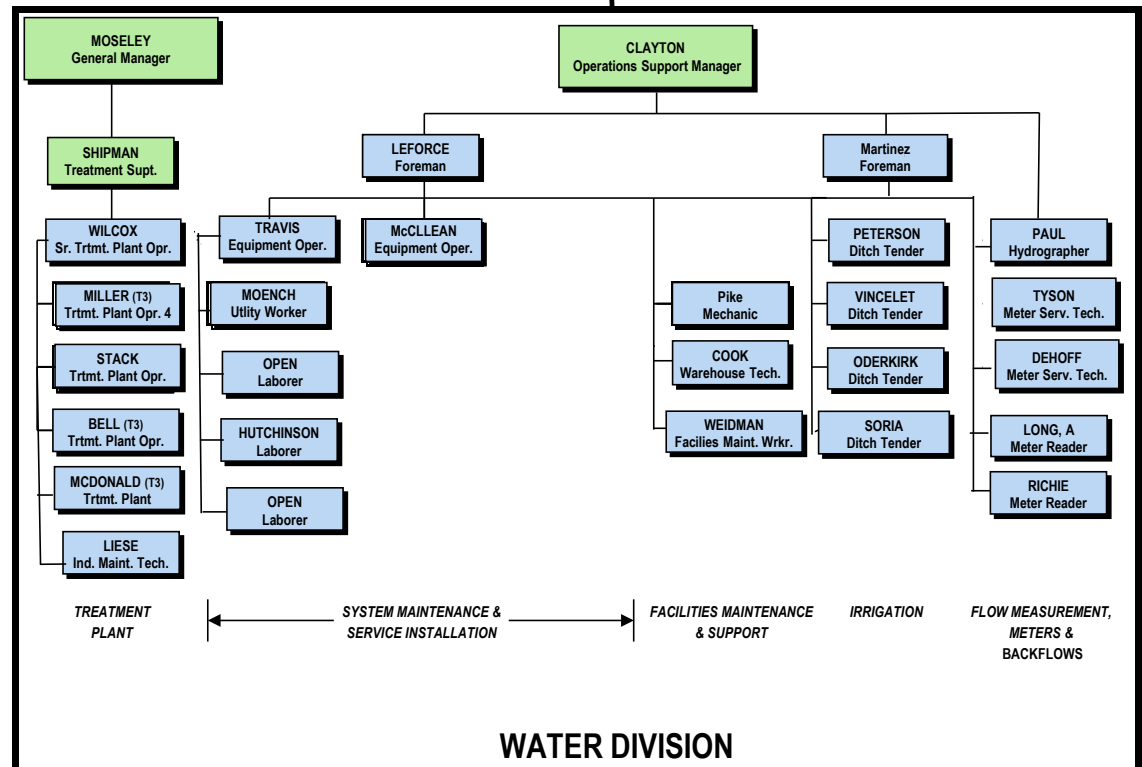 MOSELEY
General Manager
CLAYTON
Operations Support Manager
SHIPMAN
Treatment Supt.
LEFORCE
Foreman
Martinez
Foreman
WILCOX
Sr. Trtmt. Plant Opr.
TRAVIS
Equipment Oper.
McCLLEAN
Equipment Oper.
PETERSON
Ditch Tender
PAUL
Hydrographer
MILLER (T3)
Trtmt. Plant Opr. 4
MOENCH
Utlity Worker
Pike
Mechanic
VINCELET
Ditch Tender
TYSON
Meter Serv. Tech.
STACK
Trtmt. Plant Opr.
OPEN
Laborer
COOK
Warehouse Tech.
ODERKIRK
Ditch Tender
DEHOFF
Meter Serv. Tech.
BELL (T3)
Trtmt. Plant Opr.
HUTCHINSON
Laborer
WEIDMAN
Facilies Maint. Wrkr.
SORIA
Ditch Tender
LONG, A
Meter Reader
MCDONALD (T3)
Trtmt. Plant
OPEN
Laborer
RICHIE
Meter Reader
LIESE
Ind. Maint. Tech.
TREATMENT
PLANT
SYSTEM MAINTENANCE &
SERVICE INSTALLATION
FACILITIES MAINTENANCE
& SUPPORT
IRRIGATION
FLOW MEASUREMENT,
METERS &
BACKFLOWS
WATER DIVISION